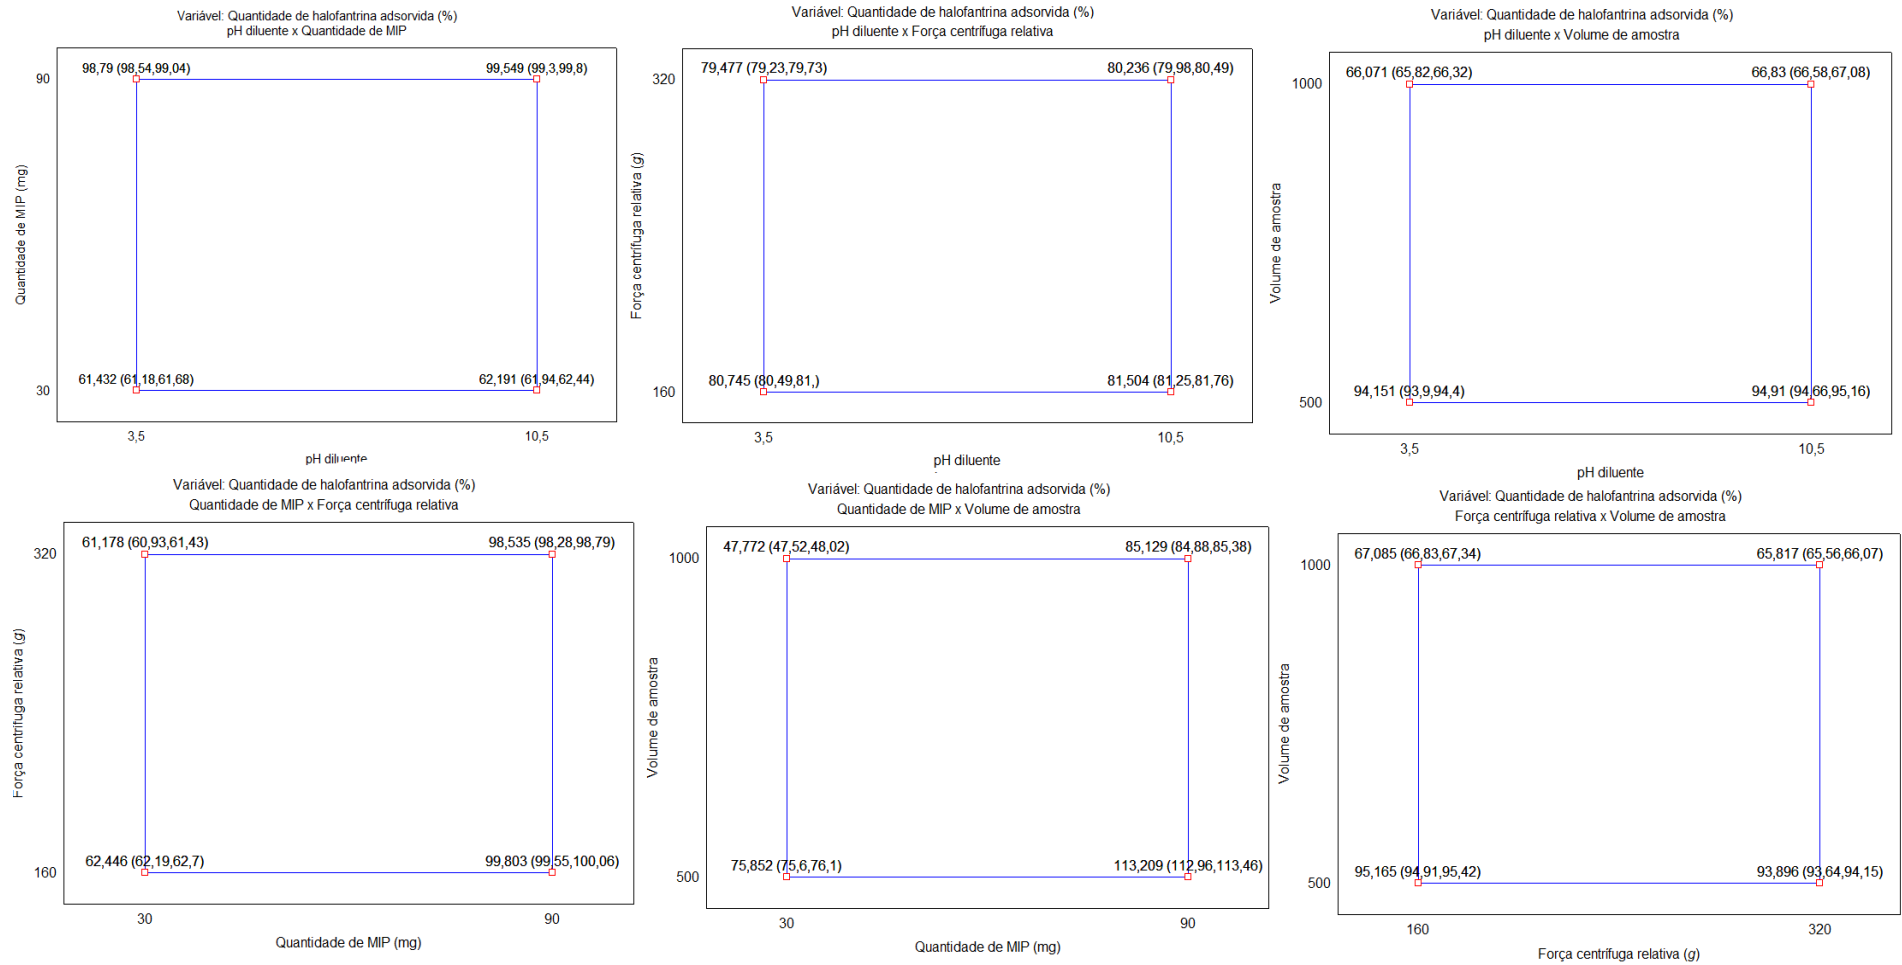 Variável: Quantidade de halofantrina adsorvida (%)
pH diluente x Quantidade de MIP
98,79 (98,54,99,04)
99,549 (99,3,99,8)
90
Quantidade de MIP (mg)
61,432 (61,18,61,68)
62,191 (61,94,62,44)
30
3,5
10,5
pH diluente
Variável: Quantidade de halofantrina adsorvida (%)
pH diluente x Força centrífuga relativa
79,477 (79,23,79,73)
80,236 (79,98,80,49)
320
Força centrífuga relativa (g)
80,745 (80,49,81,)
81,504 (81,25,81,76)
160
3,5
10,5
pH diluente
Variável: Quantidade de halofantrina adsorvida (%)
pH diluente x Volume de amostra
66,071 (65,82,66,32)
66,83 (66,58,67,08)
1000
Volume de amostra
94,151 (93,9,94,4)
94,91 (94,66,95,16)
500
3,5
10,5
pH diluente
Variável: Quantidade de halofantrina adsorvida (%)
Quantidade de MIP x Força centrífuga relativa
61,178 (60,93,61,43)
98,535 (98,28,98,79)
320
Força centrífuga relativa (g)
62,446 (62,19,62,7)
99,803 (99,55,100,06)
160
30
90
Quantidade de MIP (mg)
Variável: Quantidade de halofantrina adsorvida (%)
Quantidade de MIP x Volume de amostra
47,772 (47,52,48,02)
85,129 (84,88,85,38)
1000
Volume de amostra
75,852 (75,6,76,1)
113,209 (112,96,113,46)
500
30
90
Quantidade de MIP (mg)
Variável: Quantidade de halofantrina adsorvida (%)
Força centrífuga relativa x Volume de amostra
67,085 (66,83,67,34)
65,817 (65,56,66,07)
1000
Volume de amostra
95,165 (94,91,95,42)
93,896 (93,64,94,15)
500
160
320
Força centrífuga relativa (g)